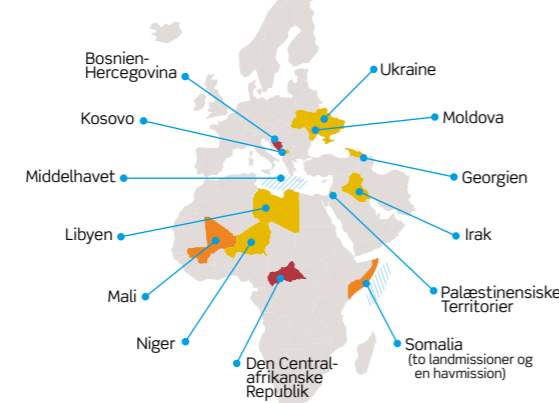 Bosnien-
Hercegovina
Ukraine
Kosovo
Moldova
Middelhavet
Georgien
Libyen
Irak
Mali
Palæstinensiske
Territorier
Niger
Somalia
(to landmissioner og
en havmission)
Den Central-
afrikanske
Republik